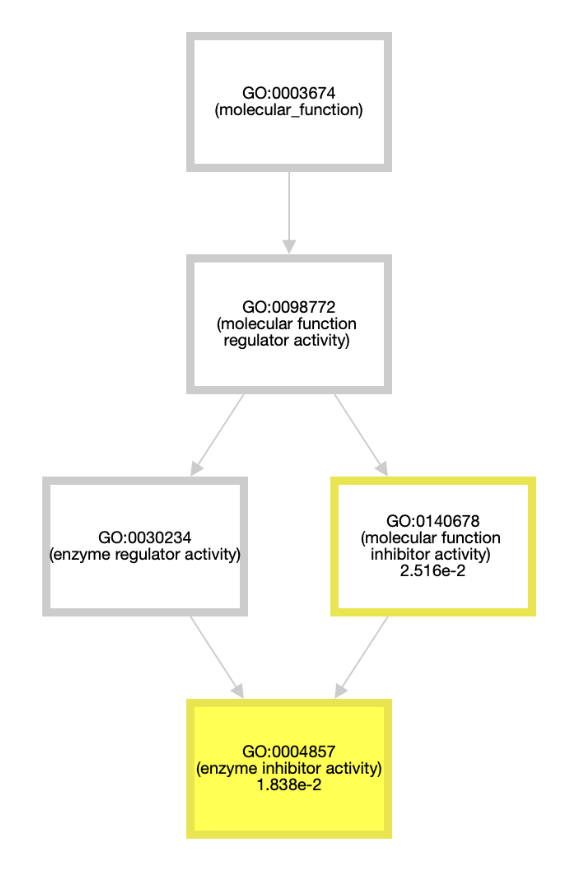 GO:0003674
(molecular_function)
GO:0098772
(molecular function
regulator activity)
GO:0030234
(enzyme regulator activity)
GO:0140678
(molecular function
inhibitor activity)
2.516e-2
GO:0004857
(enzyme inhibitor activity)
1.838e-2